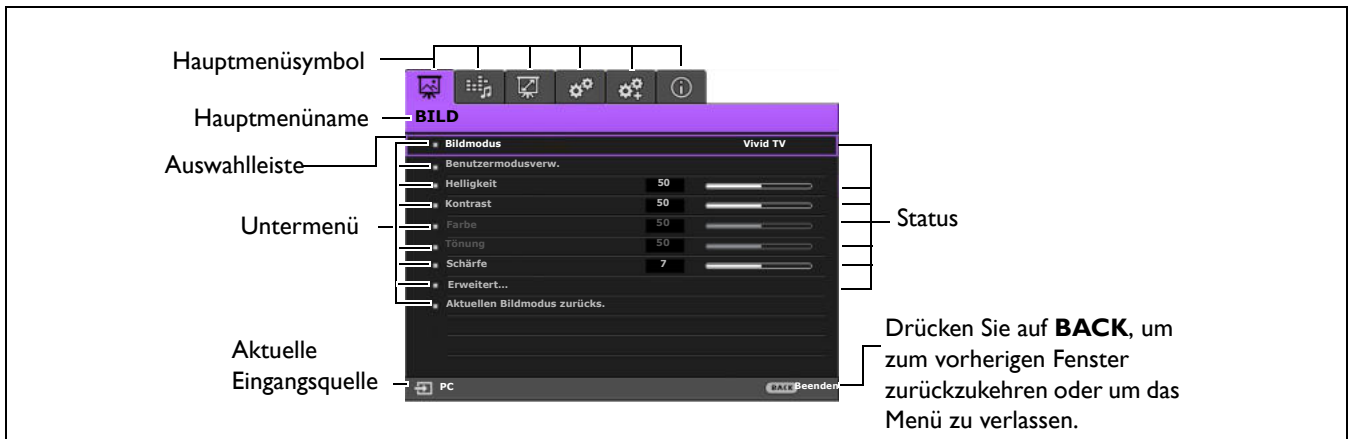 Hauptmenüsymbol
Hauptmenüname
BILD
Auswahlleiste
Bildmodus Vivid TV
Benutzermodusverw.
Helligkeit 50
Kontrast 50
Untermenü
Farbe 50
Status
Tönung 50
Schärfe 7
Erweitert...
Aktuellen Bildmodus zurücks.
Aktuelle
Eingangsquelle
PC
BACK Beenden
Drücken Sie auf BACK, um
zum vorherigen Fenster
zurückzukehren oder um das
Menü zu verlassen.